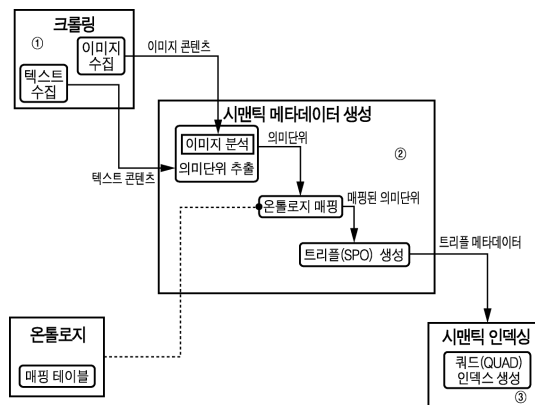 크롤링
①
이미지
수집
텍스트
수집
이미지 콘텐츠
텍스트 콘텐츠
시맨틱 메타데이터 생성
이미지 분석
의미단위 추출
의미단위
②
온톨로지 매핑
매핑된 의미단위
트리플(SPO) 생성
트리플 메타데이터
온톨로지
매핑 테이블
시맨틱 인덱싱
쿼드(QUAD)
인덱스 생성
③